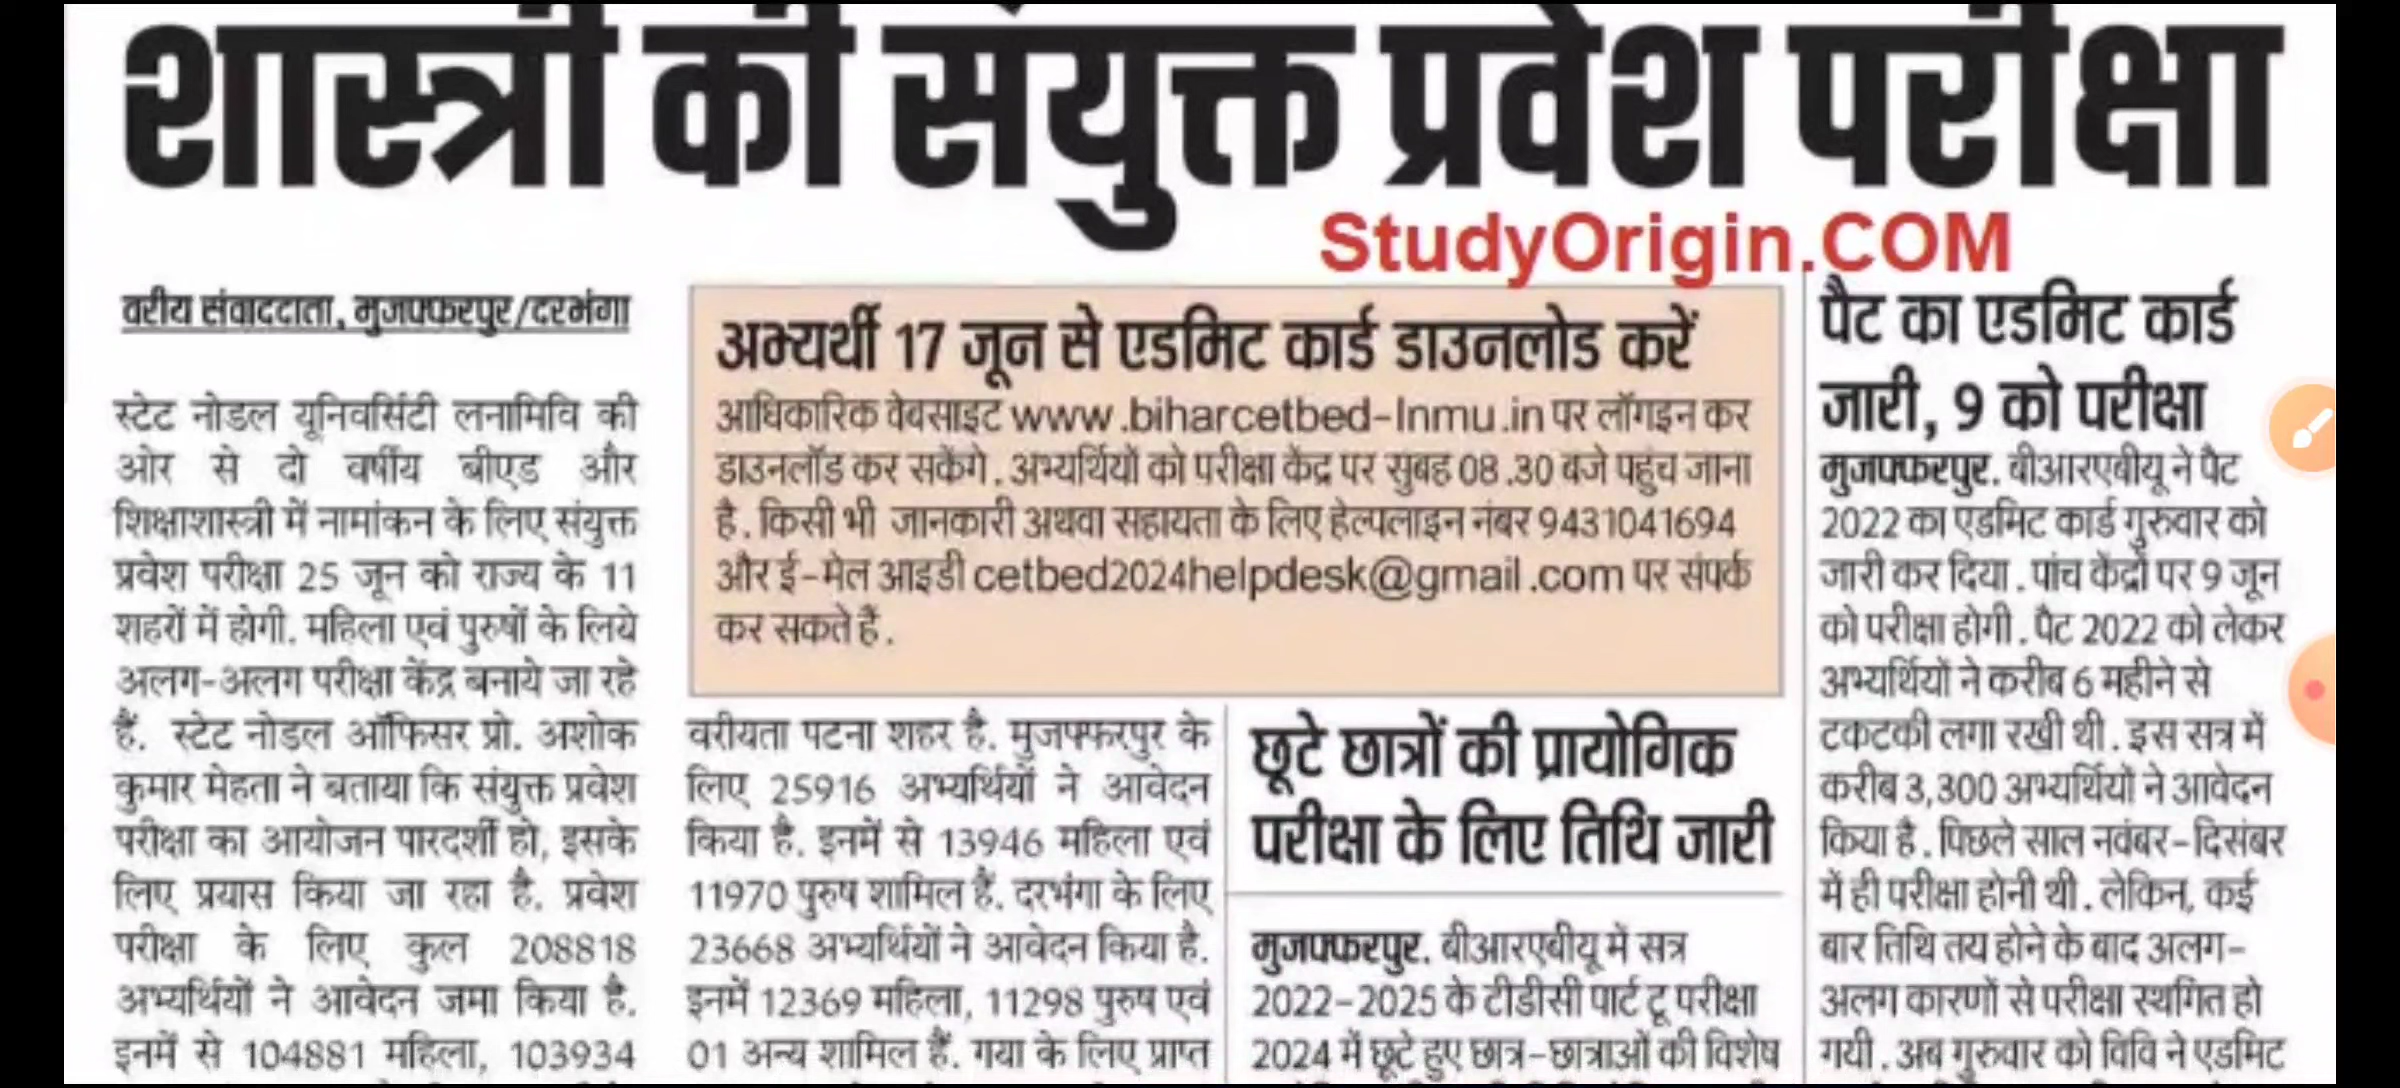 शास्त्री की संयुक्त प्रवेश परीक्षा
StudyOrigin.COM
वरीय संवाददाता, मुजफ्फरपुर/दरभंगा
स्टेट नोडल यूनिवर्सिटी लनामिवि की
ओर से दो वर्षीय बीएड और
शिक्षाशास्त्री में नामांकन के लिए संयुक्त
प्रवेश परीक्षा 25 जून को राज्य के 11
शहरों में होगी. महिला एवं पुरुषों के लिये
अलग-अलग परीक्षा केंद्र बनाये जा रहे
हैं. स्टेट नोडल ऑफिसर प्रो. अशोक
कुमार मेहता ने बताया कि संयुक्त प्रवेश
परीक्षा का आयोजन पारदर्शी हो, इसके
लिए प्रयास किया जा रहा है. प्रवेश
परीक्षा के लिए कुल 208818
अभ्यर्थियों ने आवेदन जमा किया है.
इनमें से 104881 महिला, 103934
अभ्यर्थी 17 जून से एडमिट कार्ड डाउनलोड करें
आधिकारिक वेबसाइट www.biharcetbed-lnmu.in पर लॉगइन कर
डाउनलॉड कर सकेंगे. अभ्यर्थियों को परीक्षा केंद्र पर सुबह 08.30 बजे पहुंच जाना
है. किसी भी जानकारी अथवा सहायता के लिए हेल्पलाइन नंबर 9431041694
और ई-मेल आइडी cetbed2024helpdesk@gmail.com पर संपर्क
कर सकते हैं.
वरीयता पटना शहर है. मुजफ्फरपुर के
लिए 25916 अभ्यर्थियों ने आवेदन
किया है. इनमें से 13946 महिला एवं
11970 पुरुष शामिल हैं. दरभंगा के लिए
23668 अभ्यर्थियों ने आवेदन किया है.
इनमें 12369 महिला, 11298 पुरुष एवं
01 अन्य शामिल हैं. गया के लिए प्राप्त
छूटे छात्रों की प्रायोगिक
परीक्षा के लिए तिथि जारी
मुजफ्फरपुर. बीआरएबीयू में सत्र
2022-2025 के टीडीसी पार्ट टू परीक्षा
2024 में छूटे हुए छात्र-छात्राओं की विशेष
पैट का एडमिट कार्ड
जारी, 9 को परीक्षा
मुजफ्फरपुर. बीआरएबीयू ने पैट
2022 का एडमिट कार्ड गुरुवार को
जारी कर दिया. पांच केंद्रों पर 9 जून
को परीक्षा होगी. पैट 2022 को लेकर
अभ्यर्थियों ने करीब 6 महीने से
टकटकी लगा रखी थी. इस सत्र में
करीब 3,300 अभ्यर्थियों ने आवेदन
किया है. पिछले साल नवंबर-दिसंबर
में ही परीक्षा होनी थी. लेकिन, कई
बार तिथि तय होने के बाद अलग-
अलग कारणों से परीक्षा स्थगित हो
गयी. अब गुरुवार को विवि ने एडमिट